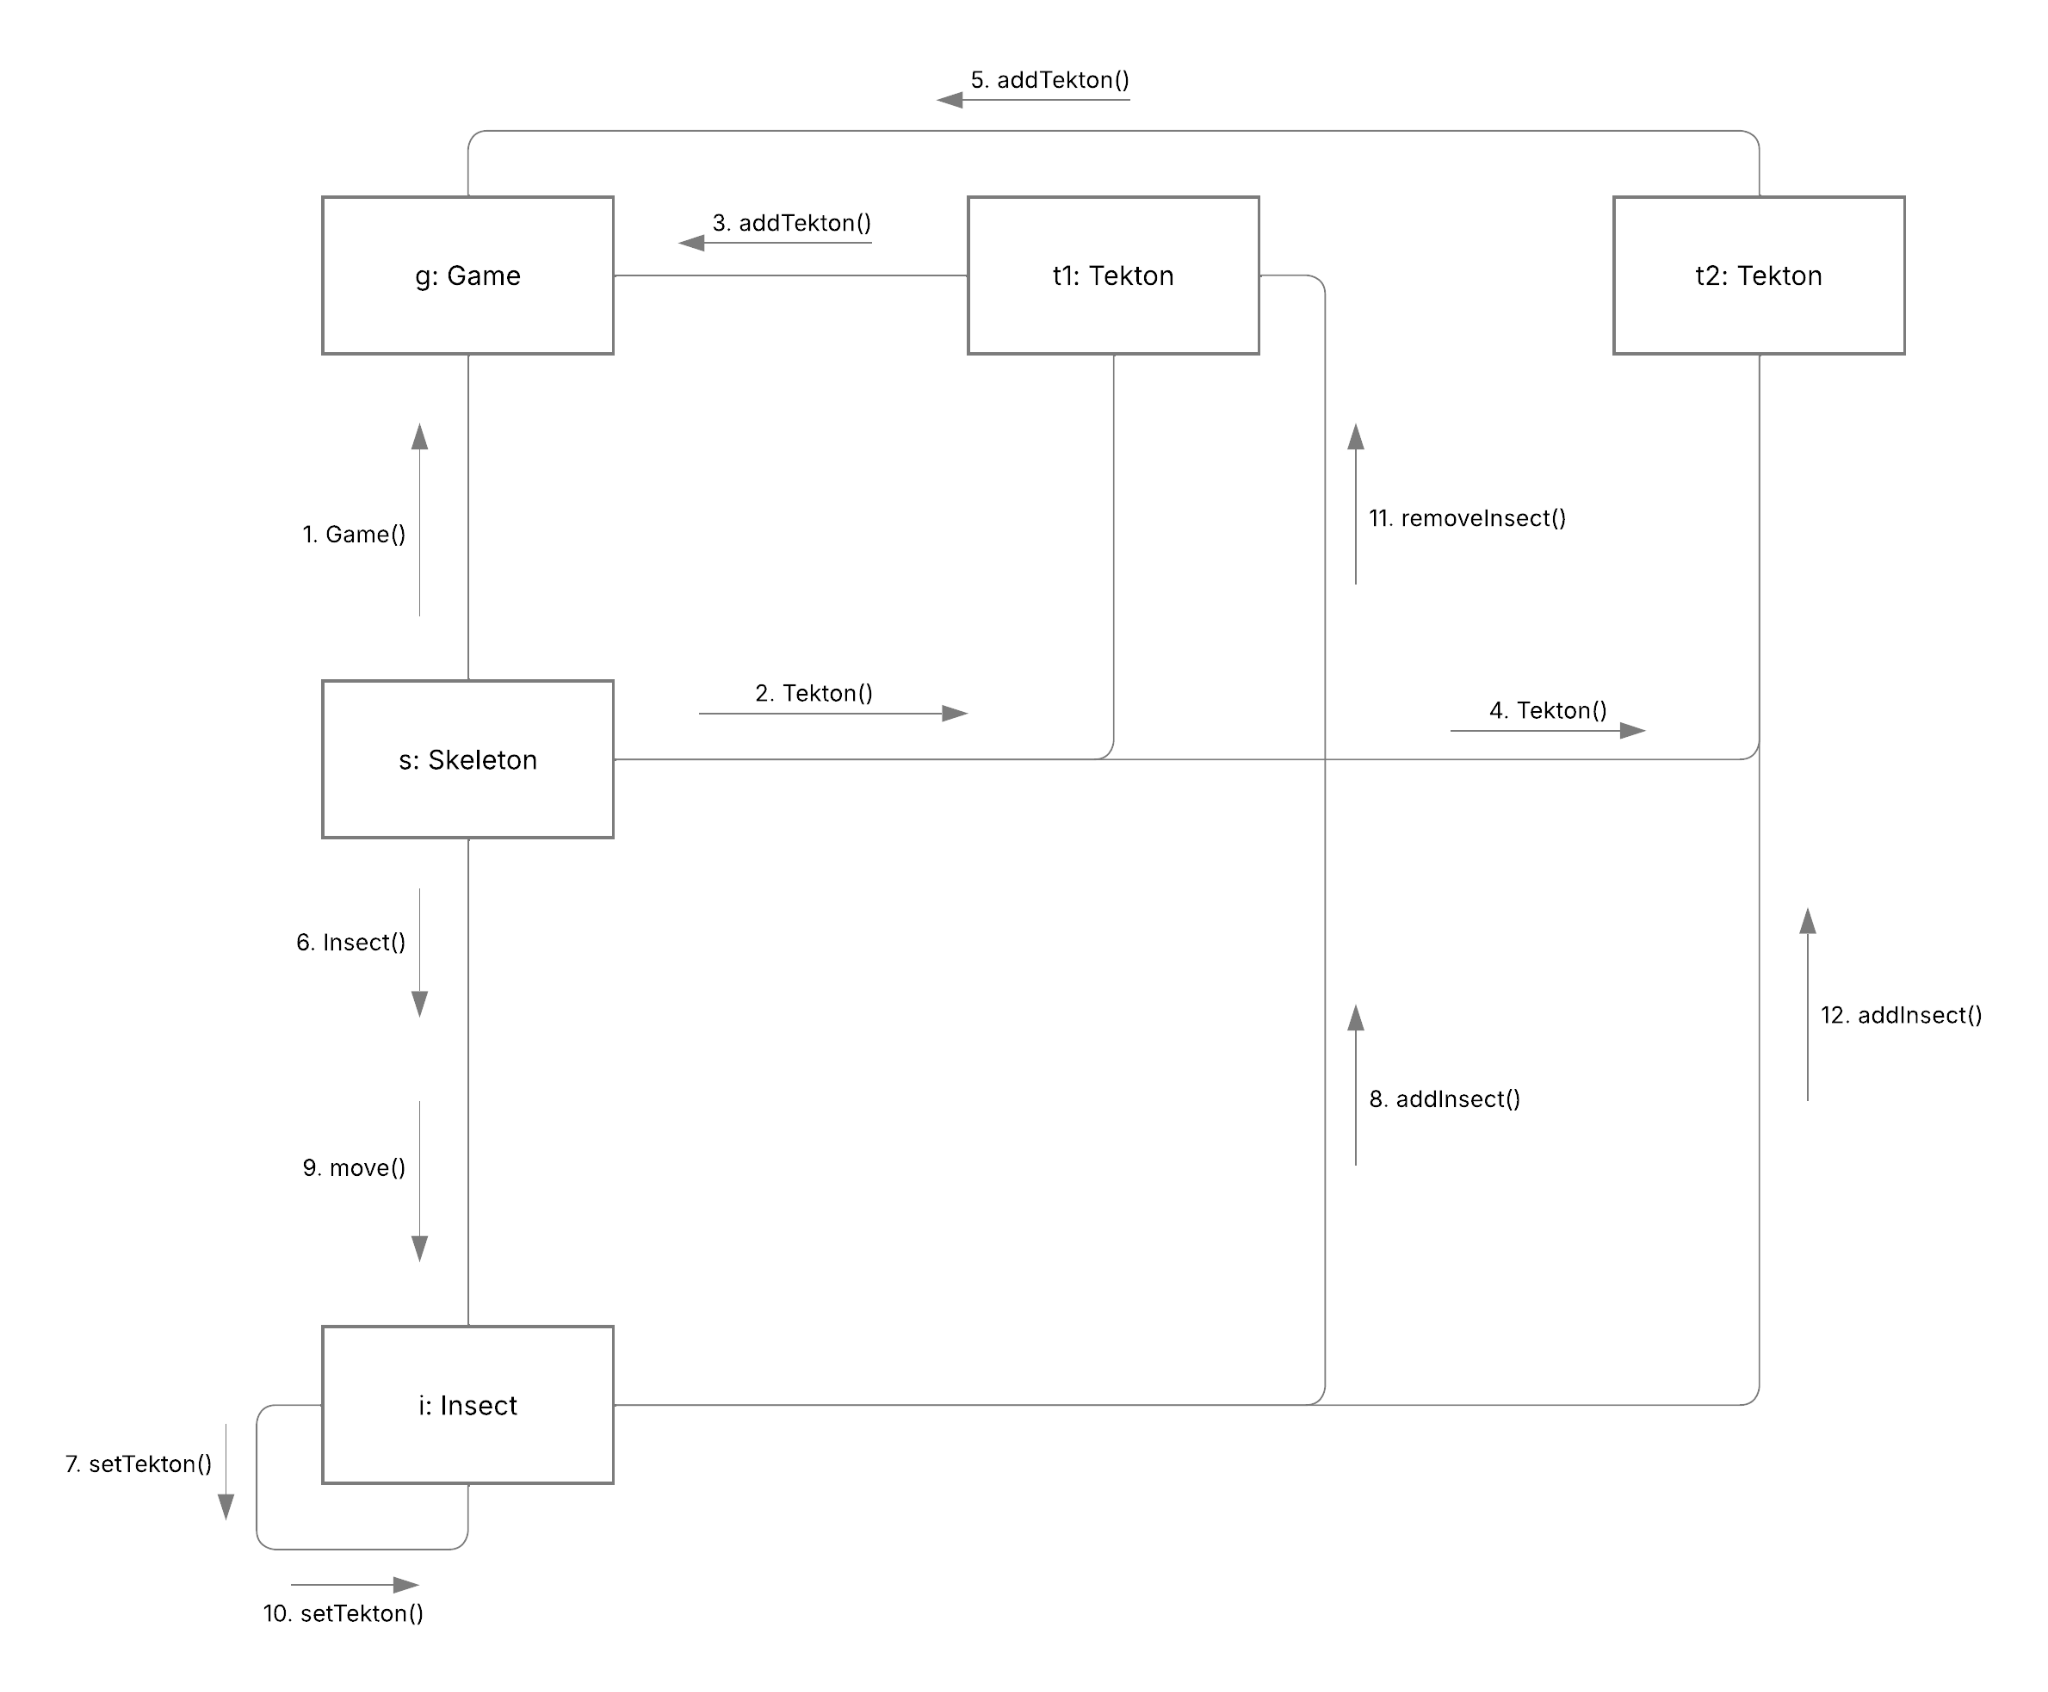 5. addTekton()
3. addTekton()
g: Game
t1: Tekton
t2: Tekton
1. Game()
11. removeInsect()
2. Tekton()
4. Tekton()
s: Skeleton
6. Insect()
12. addInsect()
8. addInsect()
9. move()
i: Insect
7. setTekton()
10. setTekton()